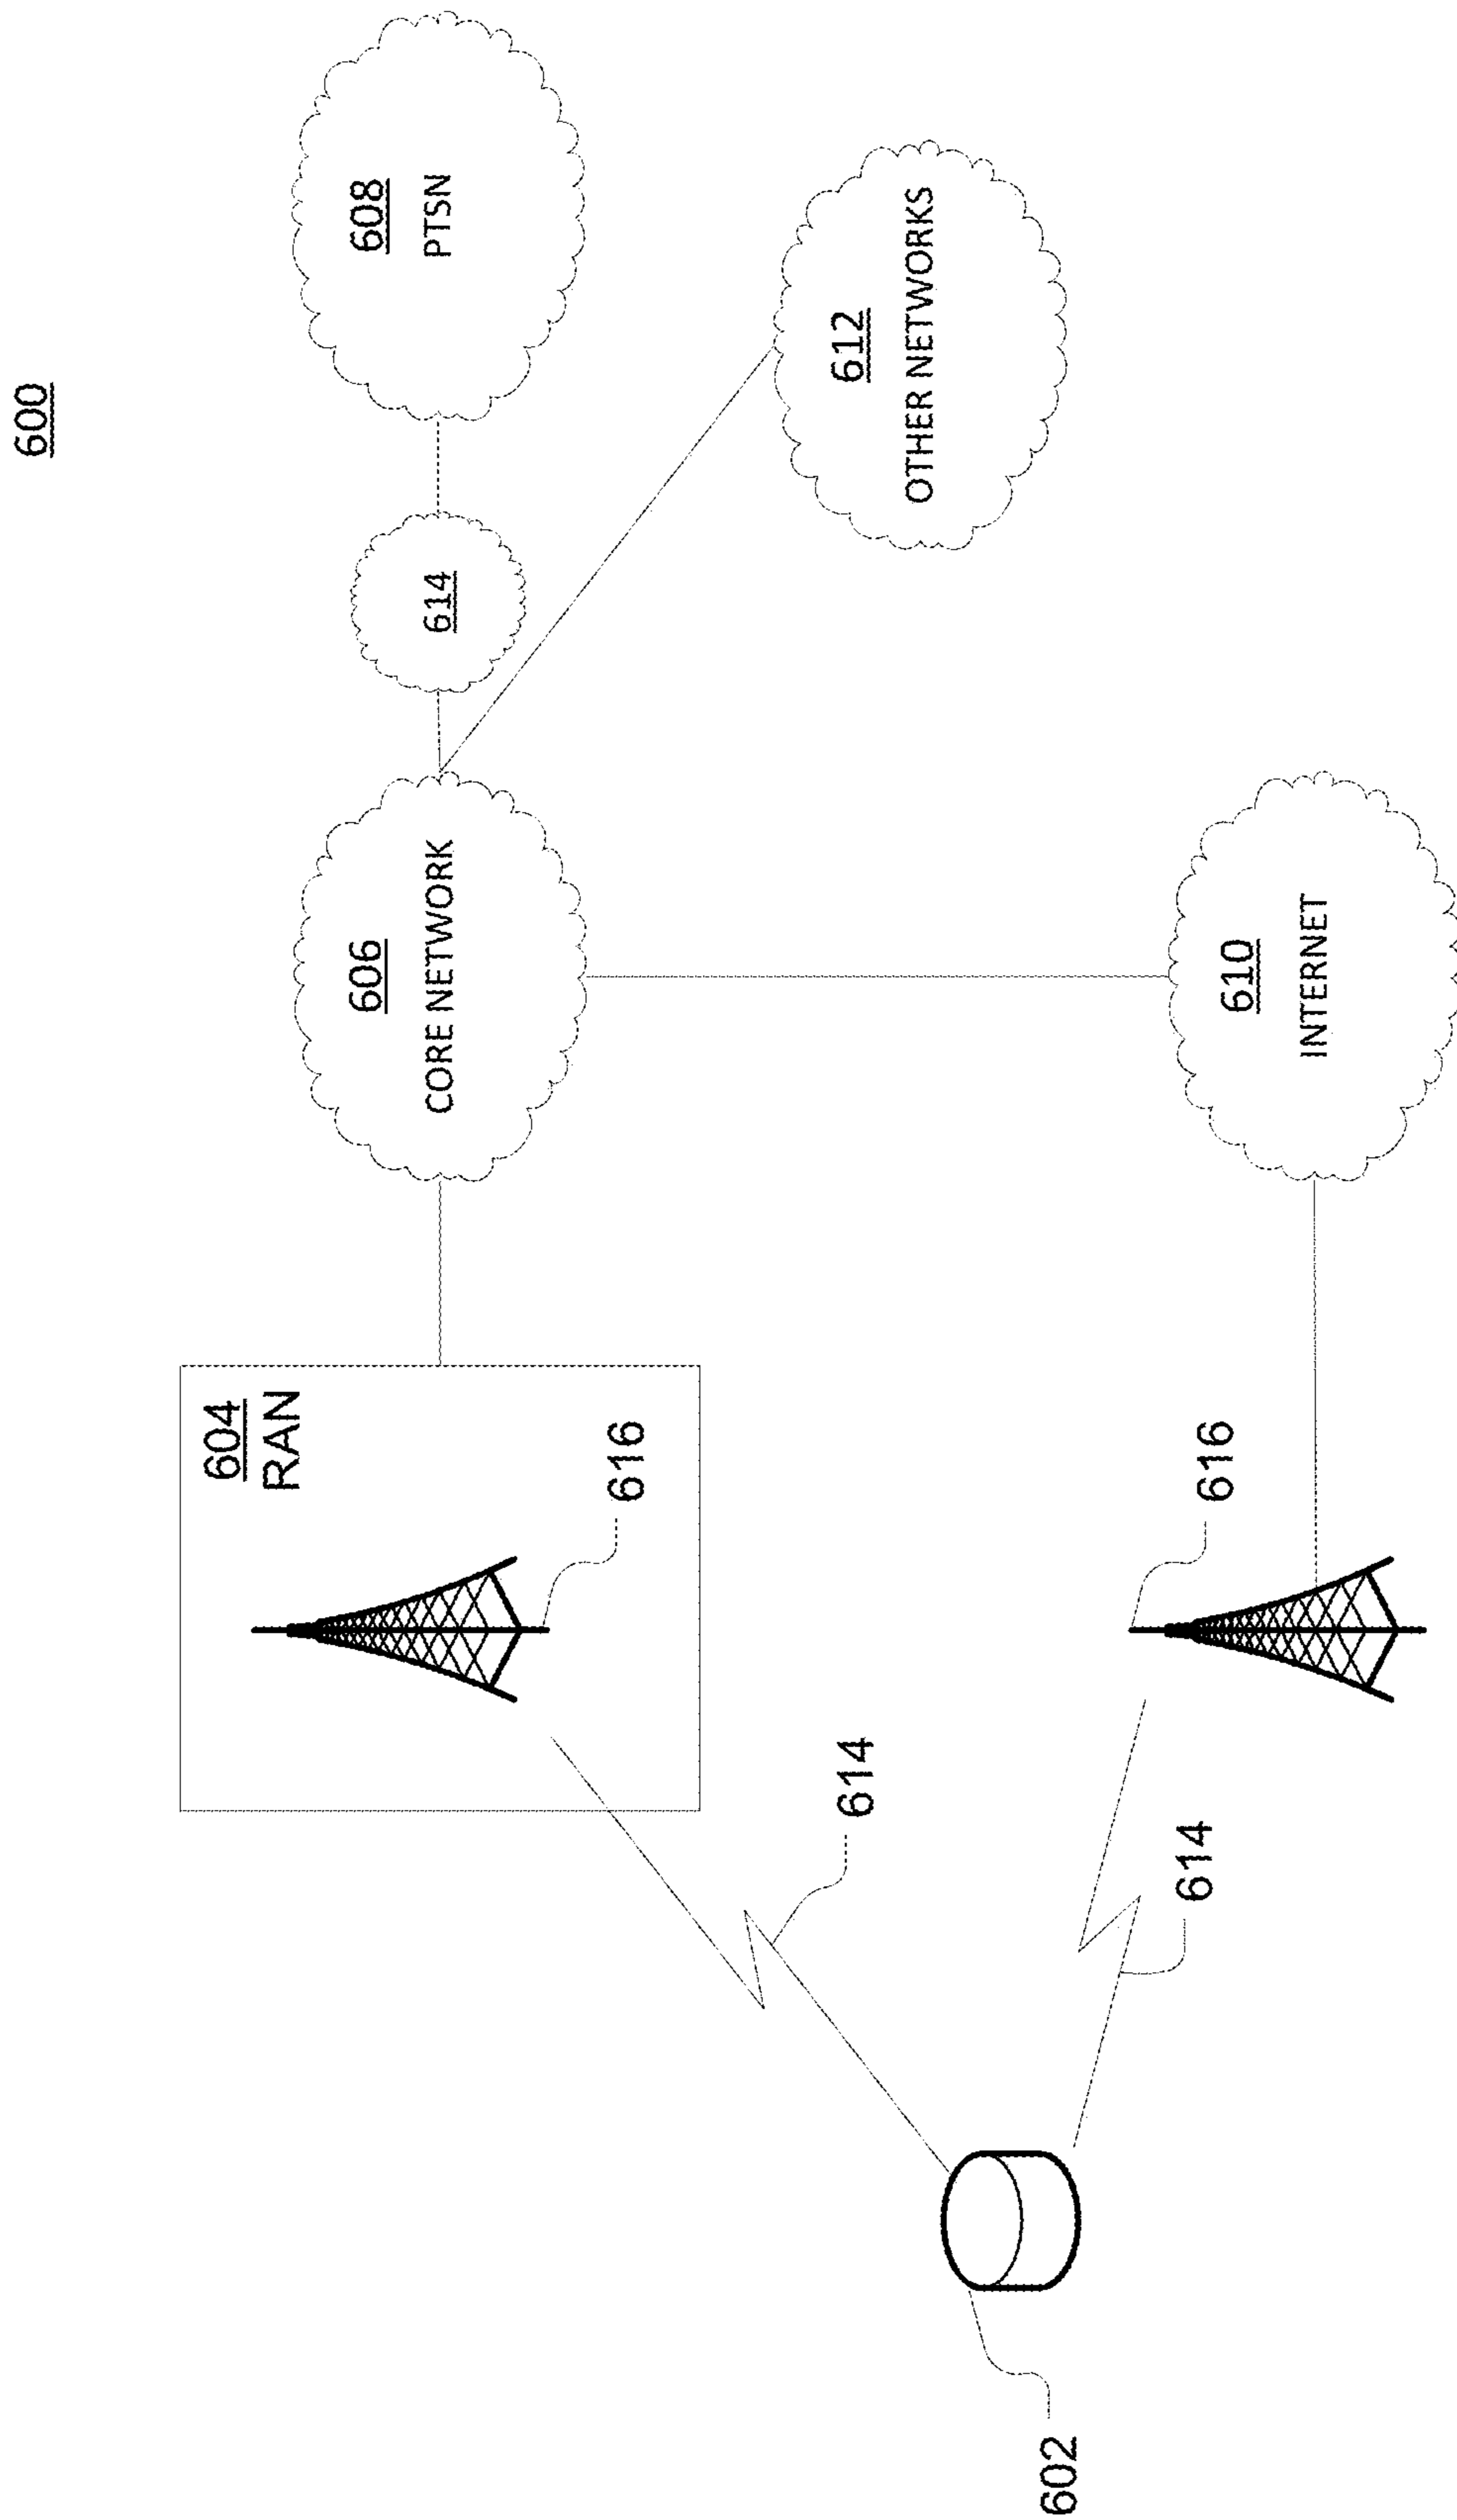 600
604
RAN
616
606
CORE NETWORK
614
608
PTSN
612
OTHER NETWORKS
614
602
614
616
610
INTERNET